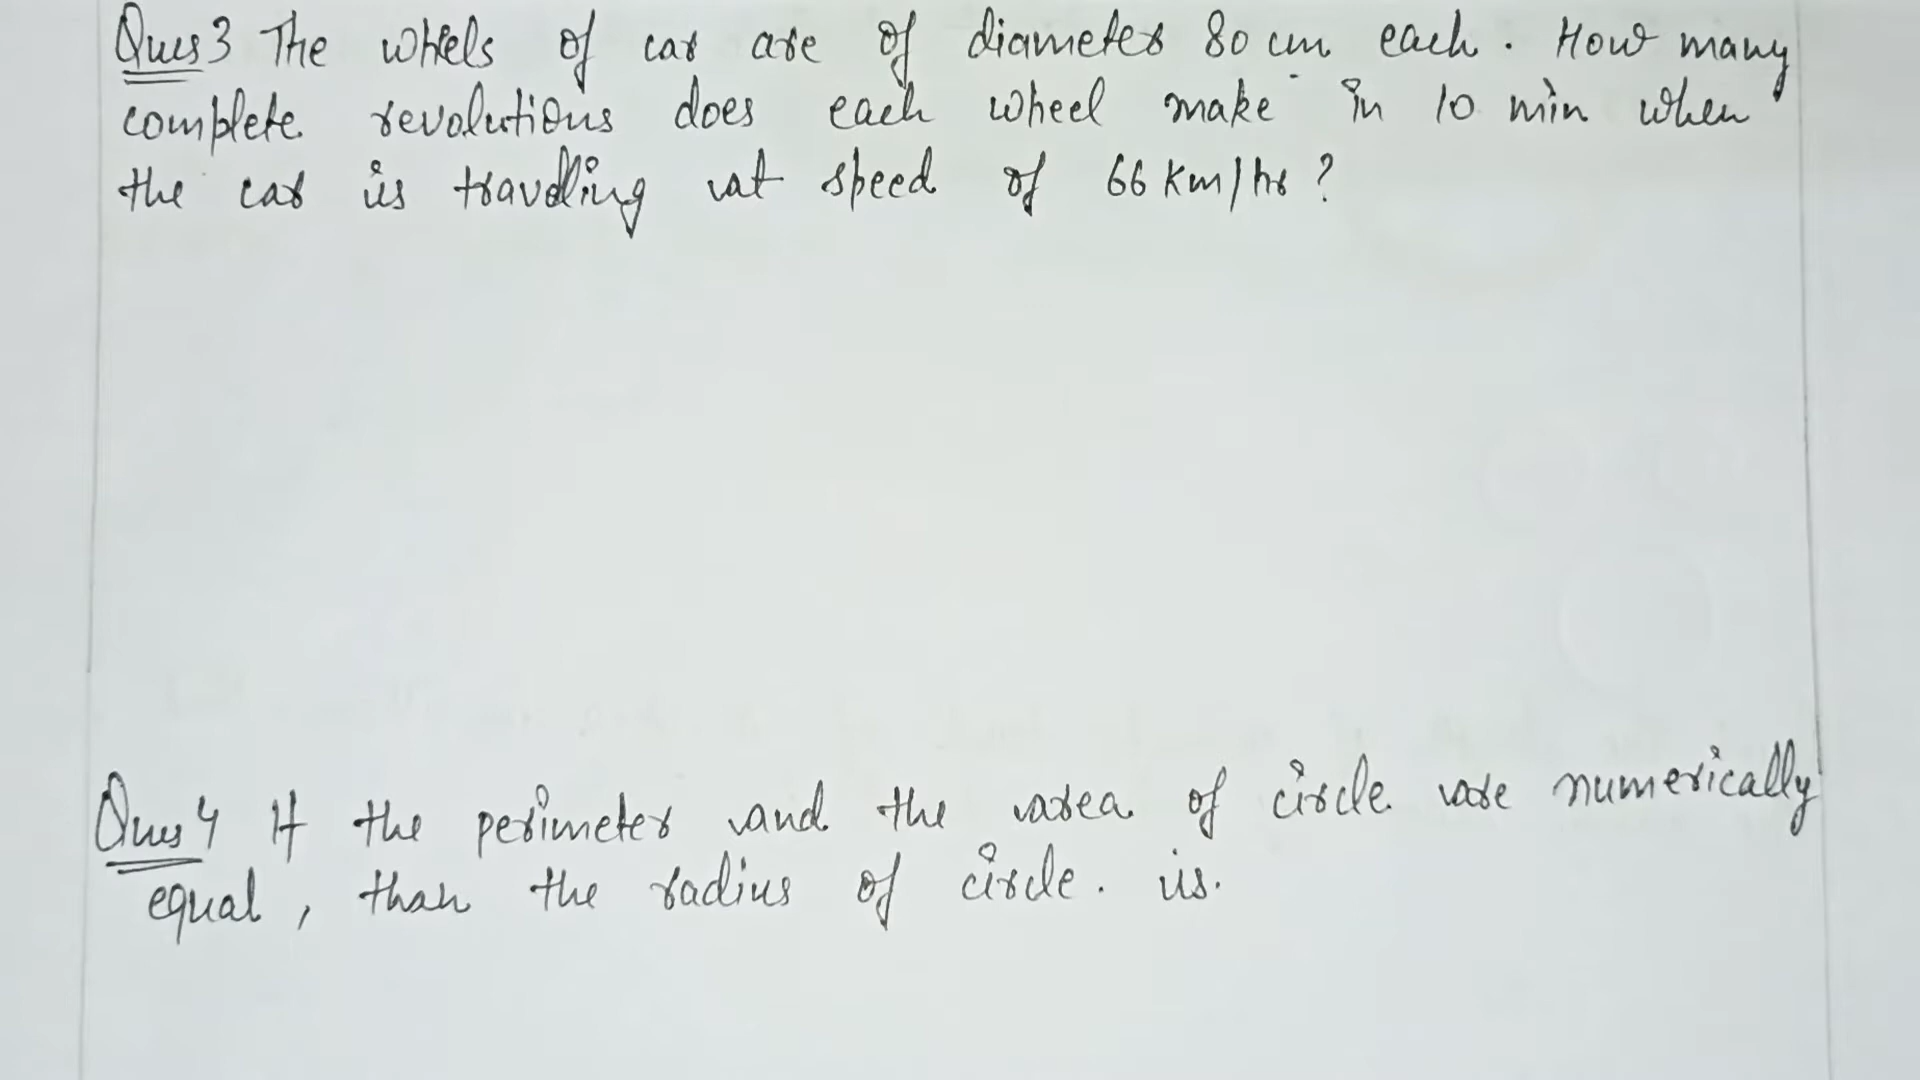 Ques 3 The wheels of car are of diameter 80 cm each. How many
complete revolutions does each wheel make in 10 min when
the car is travelling at speed of 66 km/hr?
Ques 4 If the perimeter and the area of circle are numerically
equal, than the radius of circle. is.